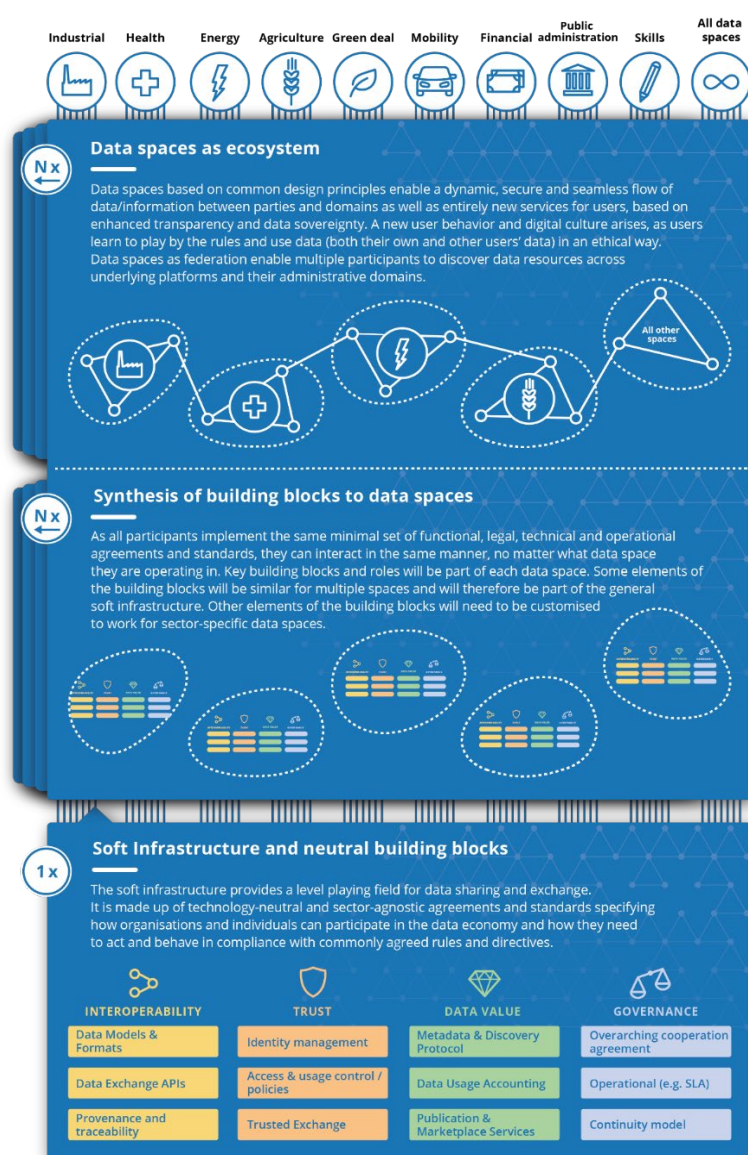 Industrial
Health
Energy
Agriculture
Green deal
Mobility
Financial
Public
administration
Skills
All data
spaces
N x
Data spaces as ecosystem
Data spaces based on common design principles enable a dynamic, secure and seamless flow of
data/information between parties and domains as well as entirely new services for users, based on
enhanced transparency and data sovereignty. A new user behavior and digital culture arises, as users
learn to play by the rules and use data (both their own and other users' data) in an ethical way.
Data spaces as federation enable multiple participants to discover data resources across
underlying platforms and their administrative domains.
All other
spaces
N x
Synthesis of building blocks to data spaces
As all participants implement the same minimal set of functional, legal, technical and operational
agreements and standards, they can interact in the same manner, no matter what data space
they are operating in. Key building blocks and roles will be part of each data space. Some elements of
the building blocks will be similar for multiple spaces and will therefore be part of the general
soft infrastructure. Other elements of the building blocks will need to be customised
to work for sector-specific data spaces.
1 x
Soft Infrastructure and neutral building blocks
The soft infrastructure provides a level playing field for data sharing and exchange.
It is made up of technology-neutral and sector-agnostic agreements and standards specifying
how organisations and individuals can participate in the data economy and how they need
to act and behave in compliance with commonly agreed rules and directives.
INTEROPERABILITY
Data Models &
Formats
Data Exchange APIs
Provenance and
traceability
TRUST
Identity management
Access & usage control /
policies
Trusted Exchange
DATA VALUE
Metadata & Discovery
Protocol
Data Usage Accounting
Publication &
Marketplace Services
GOVERNANCE
Overarching cooperation
agreement
Operational (e.g. SLA)
Continuity model